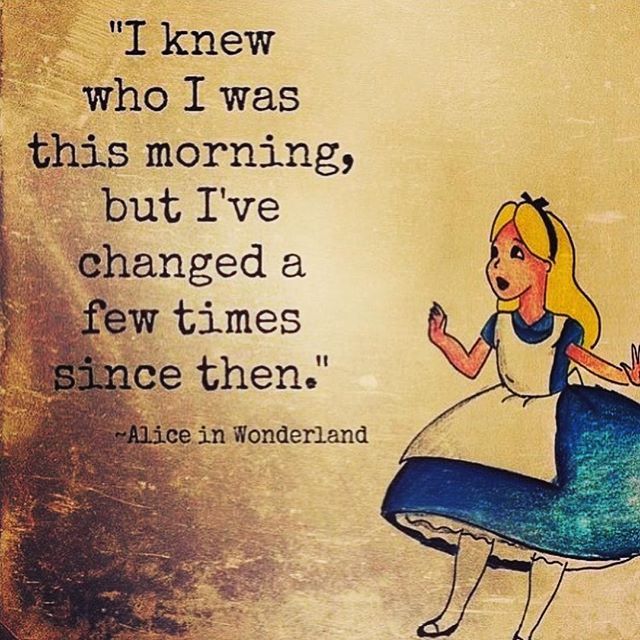 "I knew
who I was
this morning,
but I've
changed a
few times
since then."
~Alice in Wonderland